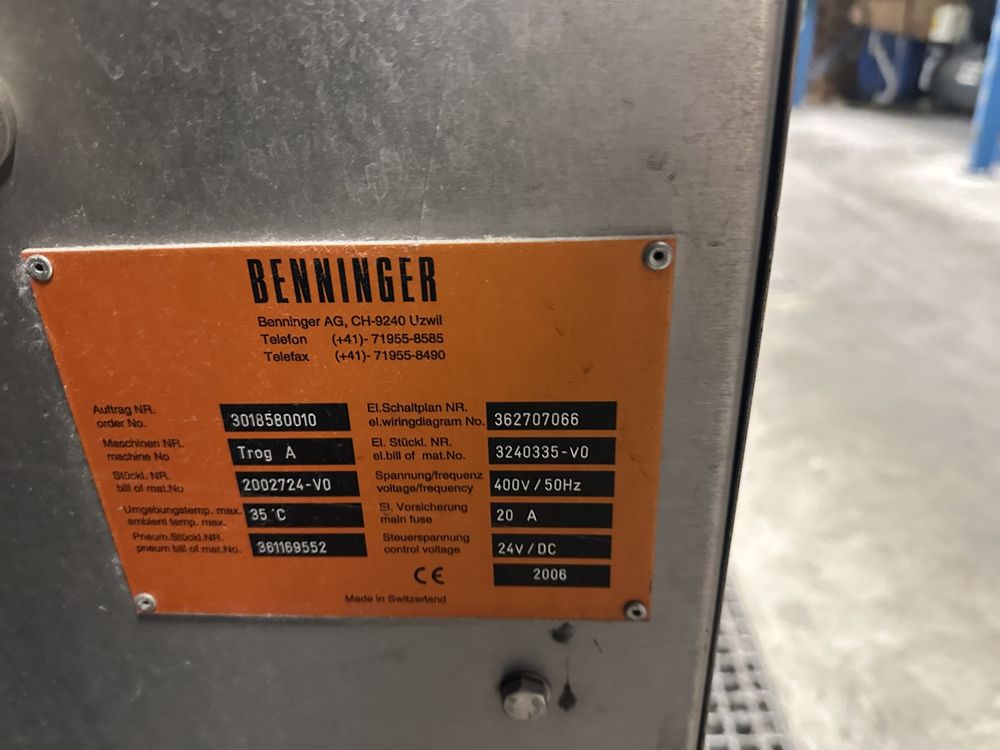 BENNINGER
Benninger AG, CH-9240 Uzwil
Telefon (+41)- 71955-8585
Telefax (+41)- 71955-8490
Auftrag NR.
order No.
3018580010
Maschinen NR.
machine No
Trog A
Stückl. NR.
bill of mat.No
2002724-V0
Umgebungstemp. max.
ambient temp. max.
35°C
Pneum.Stückl.NR.
pneum.bill of mat.No.
361169552
El.Schaltplan NR.
el.wiringdiagram No.
362707066
El. Stückl. NR.
el.bill of mat.No.
3240335-V0
Spannung/frequenz
voltage/frequency
400V/50Hz
El. Versicherung
main fuse
20 A
Steuerspannung
control voltage
24V/DC
CE
2006
Made in Switzerland